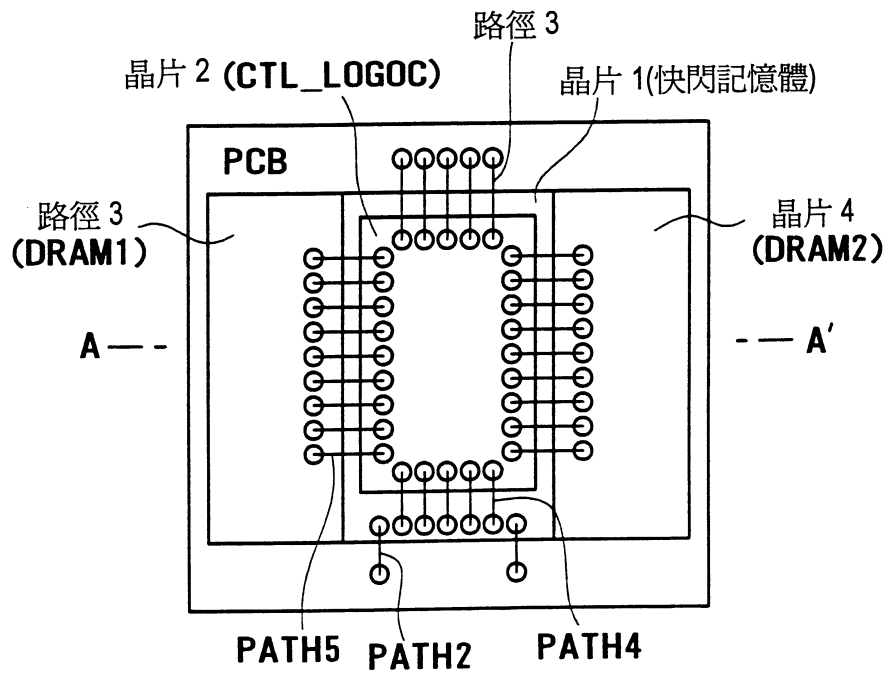 路徑 3
晶片 2 (CTL_LOGOC)
晶片 1(快閃記憶體)
PCB
路徑 3
(DRAM1)
晶片 4
(DRAM2)
A
A'
PATH5
PATH2
PATH4